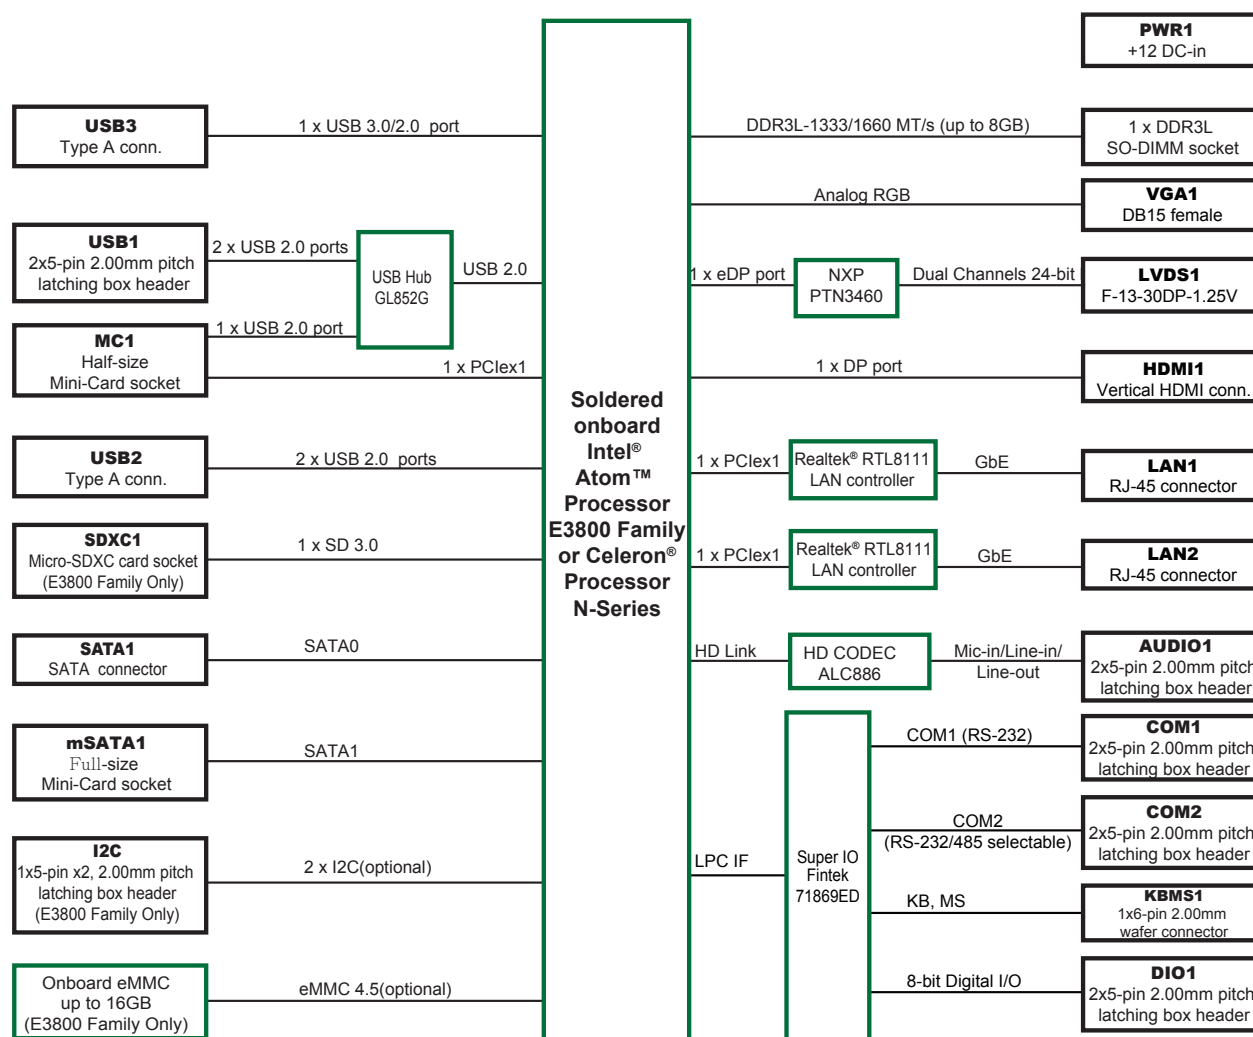 PWR1
+12 DC-in
USB3
Type A conn.
1 x USB 3.0/2.0 port
DDR3L-1333/1660 MT/s (up to 8GB)
1 x DDR3L
SO-DIMM socket
Analog RGB
VGA1
DB15 female
USB1
2x5-pin 2.00mm pitch
latching box header
2 x USB 2.0 ports
USB Hub
GL852G
USB 2.0
1 x eDP port
NXP
PTN3460
Dual Channels 24-bit
LVDS1
F-13-30DP-1.25V
MC1
Half-size
Mini-Card socket
1 x USB 2.0 port
1 x PCIex1
1 x DP port
HDMI1
Vertical HDMI conn.
Soldered
onboard
Intel®
Atom™
Processor
E3800 Family
or Celeron®
Processor
N-Series
USB2
Type A conn.
2 x USB 2.0 ports
1 x PCIex1
Realtek® RTL8111
LAN controller
GbE
LAN1
RJ-45 connector
SDXC1
Micro-SDXC card socket
(E3800 Family Only)
1 x SD 3.0
1 x PCIex1
Realtek® RTL8111
LAN controller
GbE
LAN2
RJ-45 connector
SATA1
SATA connector
SATA0
HD Link
HD CODEC
ALC886
Mic-in/Line-in/
Line-out
AUDIO1
2x5-pin 2.00mm pitch
latching box header
mSATA1
Full-size
Mini-Card socket
SATA1
COM1 (RS-232)
COM1
2x5-pin 2.00mm pitch
latching box header
COM2
(RS-232/485 selectable)
COM2
2x5-pin 2.00mm pitch
latching box header
I2C
1x5-pin x2, 2.00mm pitch
latching box header
(E3800 Family Only)
2 x I2C(optional)
LPC IF
Super IO
Fintek
71869ED
KB, MS
KBMS1
1x6-pin 2.00mm
wafer connector
Onboard eMMC
up to 16GB
(E3800 Family Only)
eMMC 4.5(optional)
8-bit Digital I/O
DIO1
2x5-pin 2.00mm pitch
latching box header